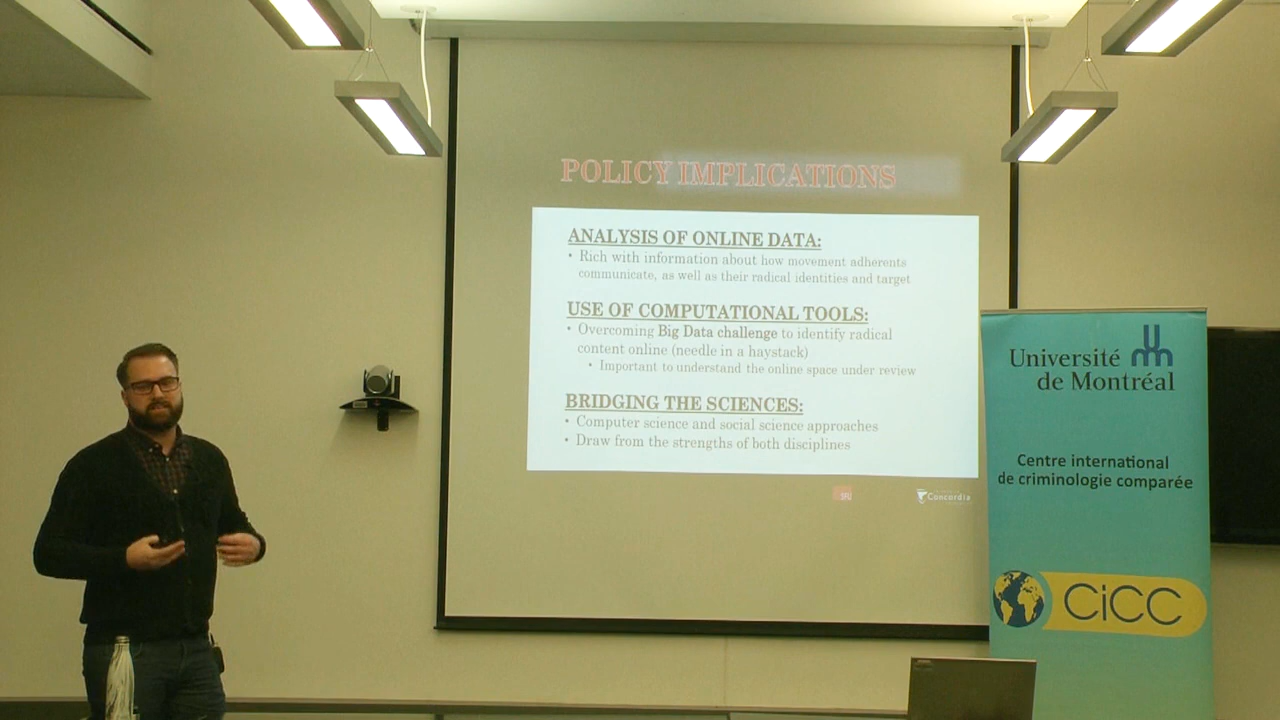 POLICY IMPLICATIONS
ANALYSIS OF ONLINE DATA:
• Rich with information about how movement adherents
communicate, as well as their radical identities and target
USE OF COMPUTATIONAL TOOLS:
• Overcoming Big Data challenge to identify radical
content online (needle in a haystack)
• Important to understand the online space under review
BRIDGING THE SCIENCES:
• Computer science and social science approaches
• Draw from the strengths of both disciplines
SFU
Concordia
Université
de Montréal
Centre international
de criminologie comparée
CiCC